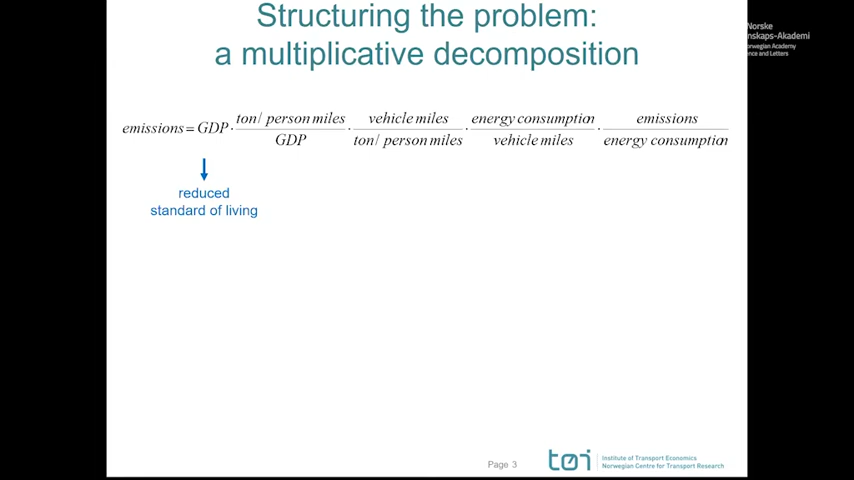 Structuring the problem:
a multiplicative decomposition
Norske
nskaps-Akademi
orwegian Academy
nce and Letters
emissions = GDP · ton/ person miles / GDP · vehicle miles / ton/ person miles · energy consumption / vehicle miles · emissions / energy consumption
reduced
standard of living
Page 3
tøi
Institute of Transport Economics
Norwegian Centre for Transport Research